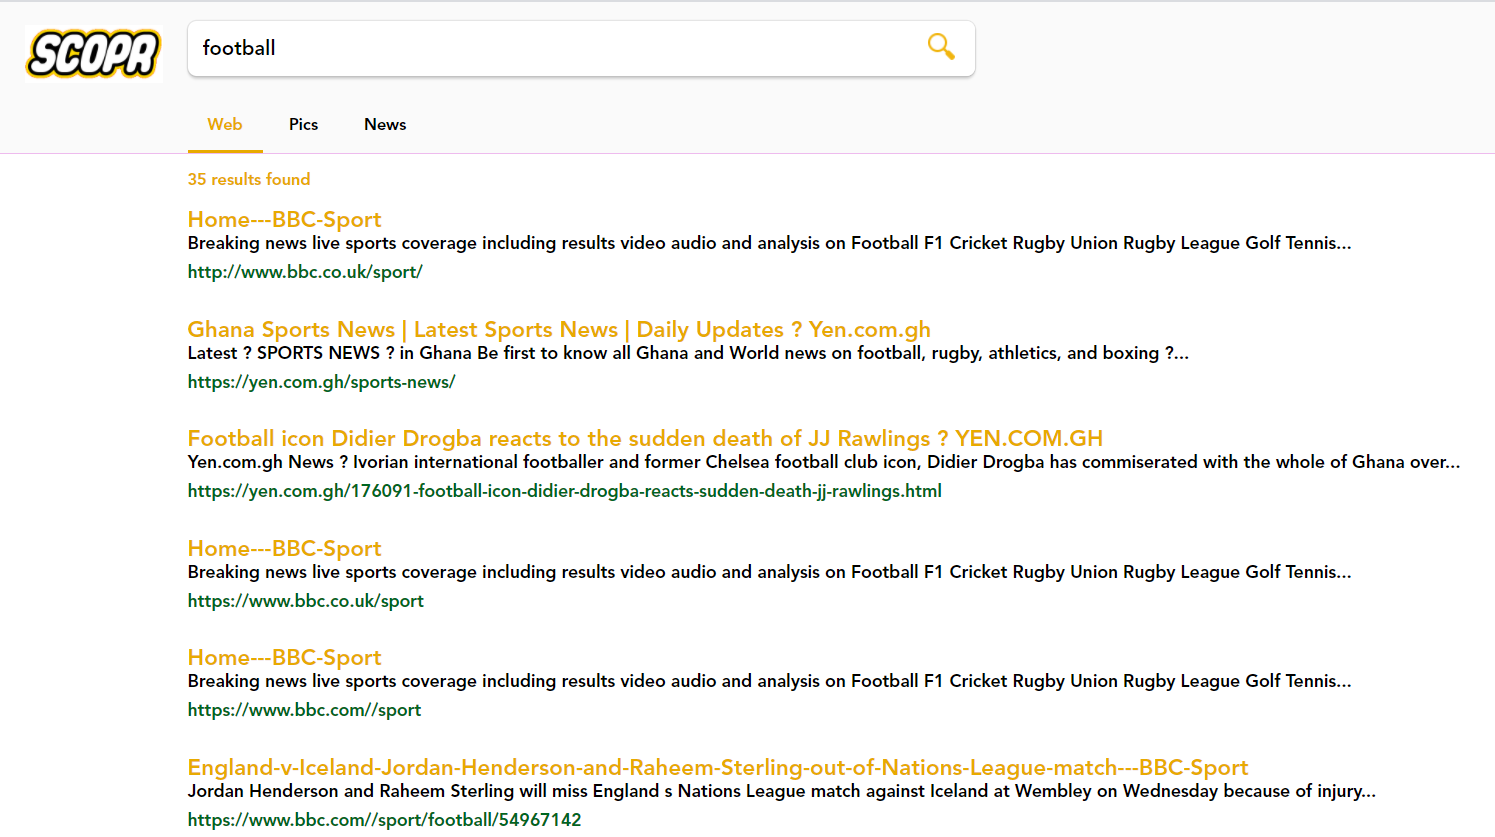 SCOPR
football
Web Pics News
35 results found
Home---BBC-Sport
Breaking news live sports coverage including results video audio and analysis on Football F1 Cricket Rugby Union Rugby League Golf Tennis...
http://www.bbc.co.uk/sport/
Ghana Sports News | Latest Sports News | Daily Updates ? Yen.com.gh
Latest ? SPORTS NEWS ? in Ghana Be first to know all Ghana and World news on football, rugby, athletics, and boxing ?...
https://yen.com.gh/sports-news/
Football icon Didier Drogba reacts to the sudden death of JJ Rawlings ? YEN.COM.GH
Yen.com.gh News ? Ivorian international footballer and former Chelsea football club icon, Didier Drogba has commiserated with the whole of Ghana over...
https://yen.com.gh/176091-football-icon-didier-drogba-reacts-sudden-death-jj-rawlings.html
Home---BBC-Sport
Breaking news live sports coverage including results video audio and analysis on Football F1 Cricket Rugby Union Rugby League Golf Tennis...
https://www.bbc.co.uk/sport
Home---BBC-Sport
Breaking news live sports coverage including results video audio and analysis on Football F1 Cricket Rugby Union Rugby League Golf Tennis...
https://www.bbc.com//sport
England-v-Iceland-Jordan-Henderson-and-Raheem-Sterling-out-of-Nations-League-match---BBC-Sport
Jordan Henderson and Raheem Sterling will miss England s Nations League match against Iceland at Wembley on Wednesday because of injury...
https://www.bbc.com//sport/football/54967142